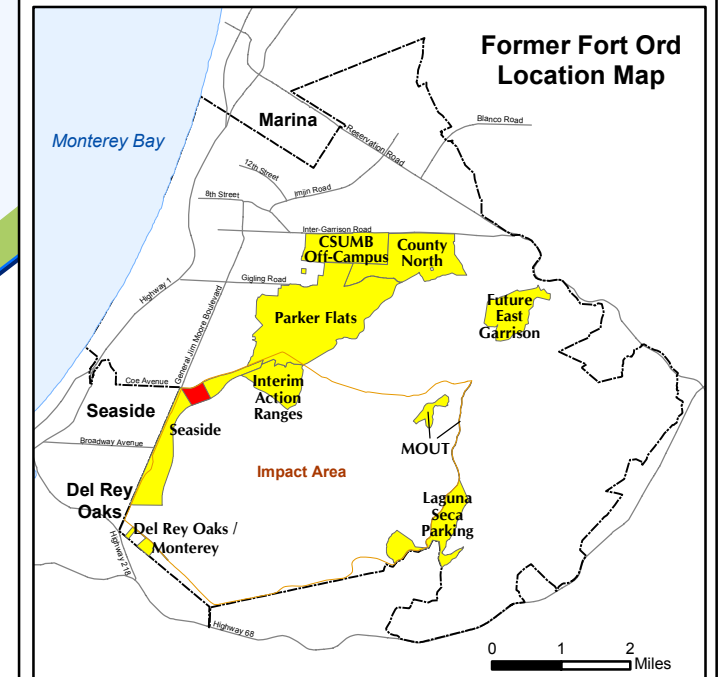 Former Fort Ord
Location Map
Marina
Blanco Road
Monterey Bay
Reservation Road
12th Street
Imjin Road
8th Street
Inter-Garrison Road
CSUMB
Off-Campus
County
North
Highway 1
Gigling Road
General Jim Moore Boulevard
Parker Flats
Future
East
Garrison
Coe Avenue
Interim
Action
Ranges
Seaside
Seaside
Broadway Avenue
MOUT
Impact Area
Del Rey
Oaks
Laguna
Seca
Parking
Del Rey Oaks /
Monterey
Highway 218
Highway 68
0 1 2
Miles